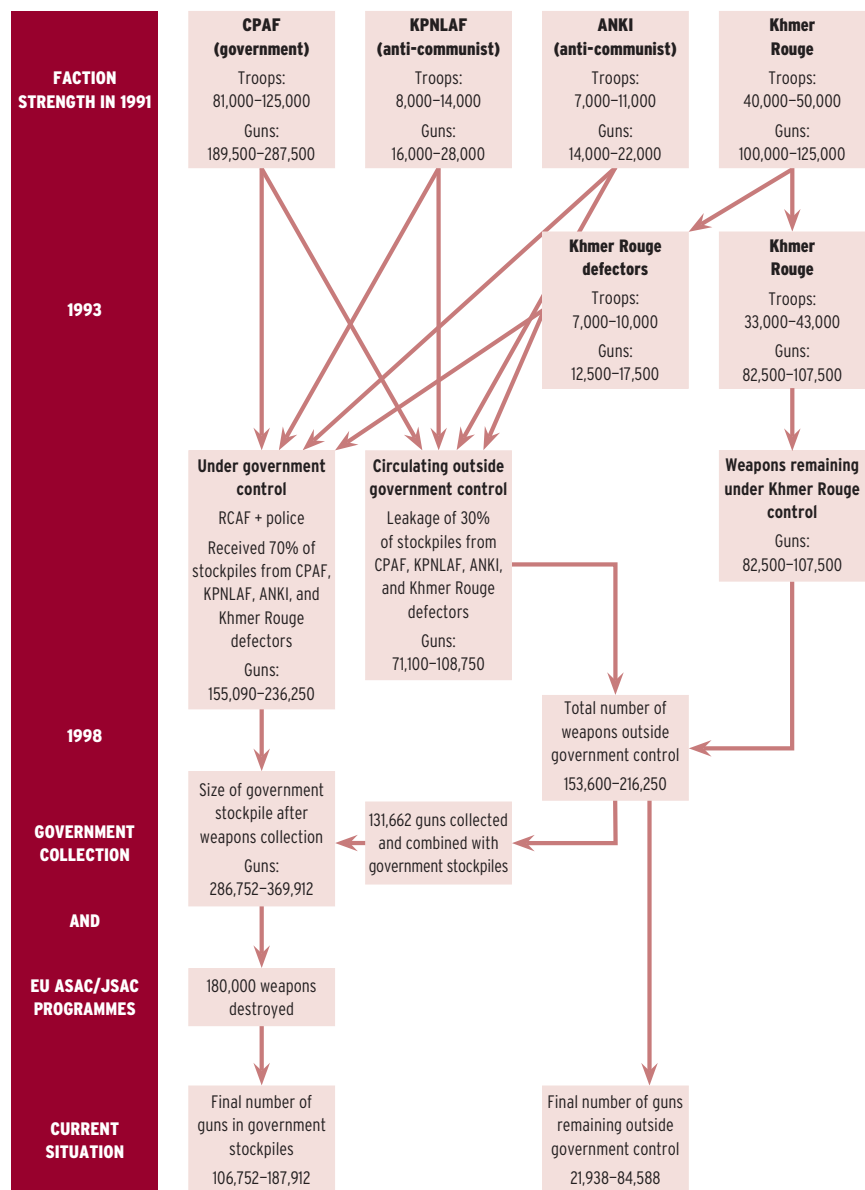 FACTION
STRENGTH IN 1991
CPAF
(government)
Troops:
81,000–125,000
Guns:
189,500–287,500
KPNLAF
(anti-communist)
Troops:
8,000–14,000
Guns:
16,000–28,000
ANKI
(anti-communist)
Troops:
7,000–11,000
Guns:
14,000–22,000
Khmer
Rouge
Troops:
40,000–50,000
Guns:
100,000–125,000
1993
Khmer Rouge
defectors
Troops:
7,000–10,000
Guns:
12,500–17,500
Khmer
Rouge
Troops:
33,000–43,000
Guns:
82,500–107,500
Under government
control
RCAF + police
Received 70% of
stockpiles from CPAF,
KPNLAF, ANKI, and
Khmer Rouge
defectors
Guns:
155,090–236,250
Circulating outside
government control
Leakage of 30%
of stockpiles from
CPAF, KPNLAF, ANKI,
and Khmer Rouge
defectors
Guns:
71,100–108,750
Weapons remaining
under Khmer Rouge
control
Guns:
82,500–107,500
1998
Total number of
weapons outside
government control
153,600–216,250
GOVERNMENT
COLLECTION
Size of government
stockpile after
weapons collection
Guns:
286,752–369,912
131,662 guns collected
and combined with
government stockpiles
AND
EU ASAC/JSAC
PROGRAMMES
180,000 weapons
destroyed
CURRENT
SITUATION
Final number of
guns in government
stockpiles
106,752–187,912
Final number of guns
remaining outside
government control
21,938–84,588